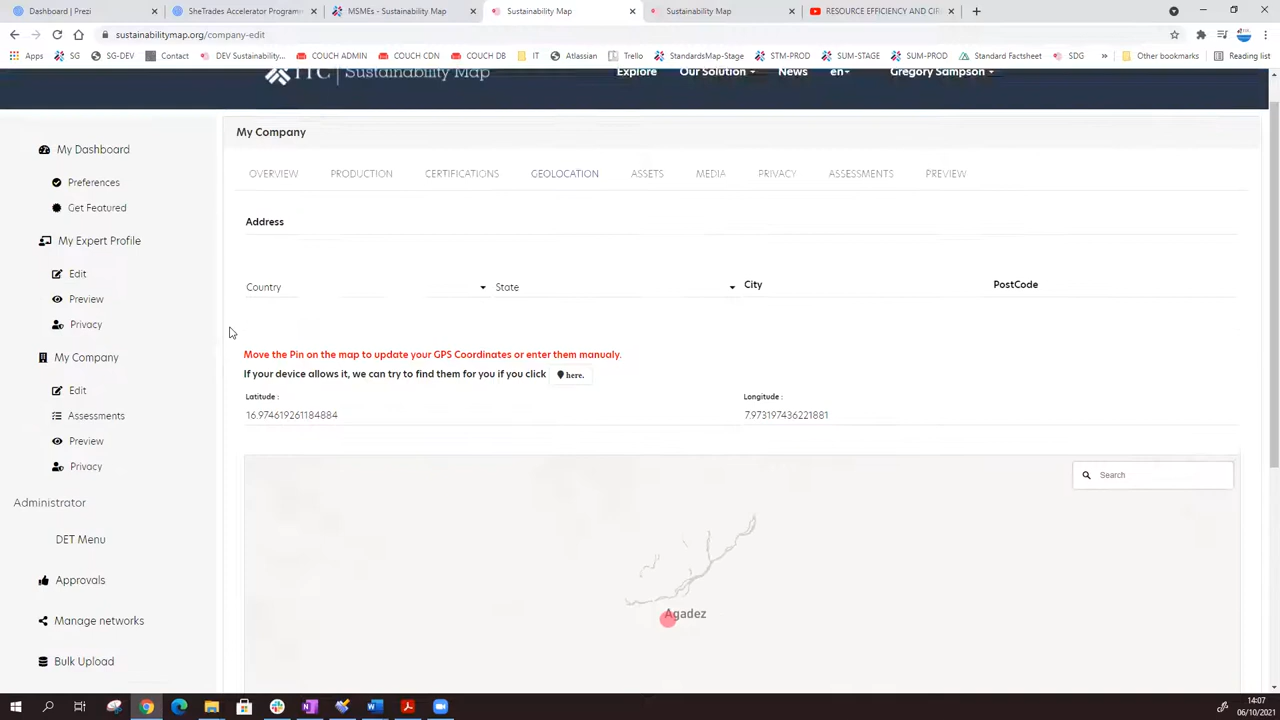 Dashboard | Prezi
SheTrades Accelerator Programe
MSMEs - Sustainability Map
Sustainability Map
Sustainability Map
RESOURCE EFFICIENCY AND CIR
sustainabilitymap.org/company-edit
Apps SG SG-DEV Contact DEV Sustainability... COUCH ADMIN COUCH CDN COUCH DB IT Atlassian Trello StandardsMap-Stage STM-PROD SUM-STAGE SUM-PROD Standard Factsheet SDG » Other bookmarks Reading list
ITC | Sustainability Map
Explore Our Solution News en Gregory Sampson
My Dashboard
Preferences
Get Featured
My Expert Profile
Edit
Preview
Privacy
My Company
Edit
Assessments
Preview
Privacy
Administrator
DET Menu
Approvals
Manage networks
Bulk Upload
My Company
OVERVIEW PRODUCTION CERTIFICATIONS GEOLOCATION ASSETS MEDIA PRIVACY ASSESSMENTS PREVIEW
Address
Country State City PostCode
Move the Pin on the map to update your GPS Coordinates or enter them manualy.
If your device allows it, we can try to find them for you if you click here.
Latitude : Longitude :
16.974619261184884 7.973197436221881
Search
Agadez
14:07
06/10/2021